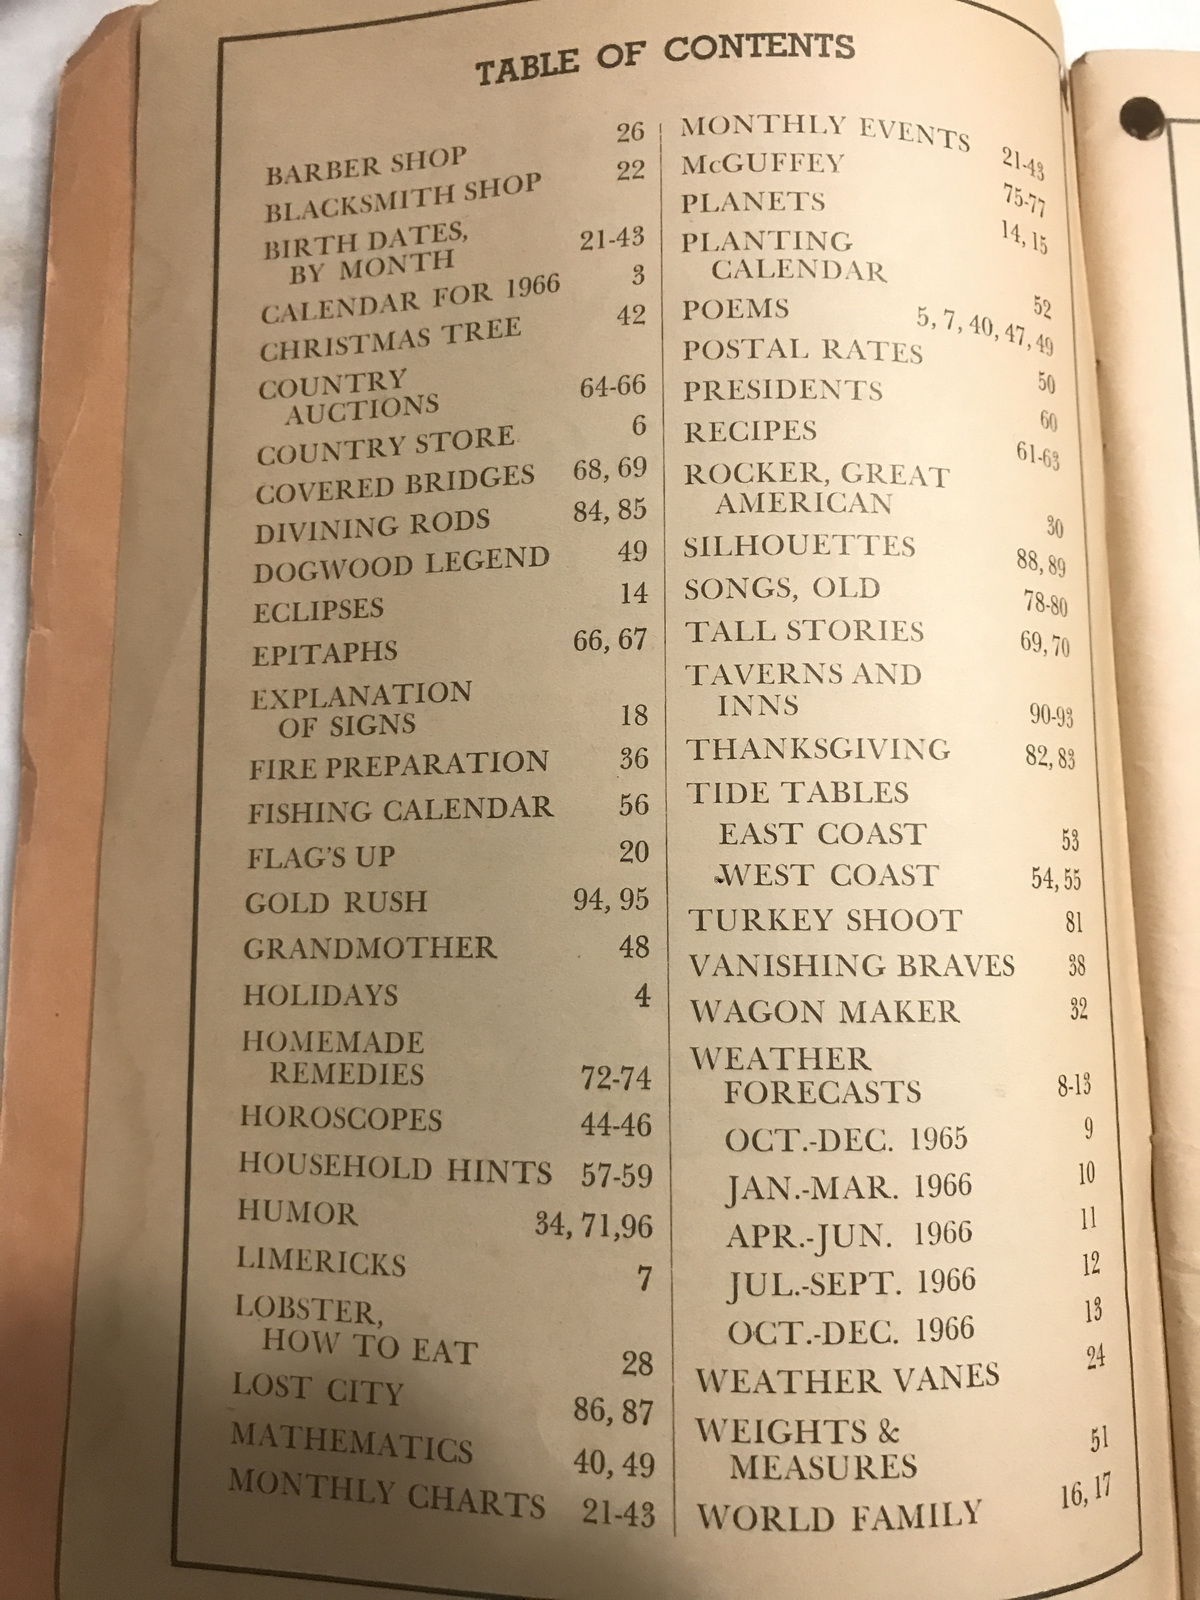 TABLE OF CONTENTS
BARBER SHOP 26
BLACKSMITH SHOP 22
BIRTH DATES,
BY MONTH 21-43
CALENDAR FOR 1966 3
CHRISTMAS TREE 42
COUNTRY
AUCTIONS 64-66
COUNTRY STORE 6
COVERED BRIDGES 68, 69
DIVINING RODS 84, 85
DOGWOOD LEGEND 49
ECLIPSES 14
EPITAPHS 66, 67
EXPLANATION
OF SIGNS 18
FIRE PREPARATION 36
FISHING CALENDAR 56
FLAG'S UP 20
GOLD RUSH 94, 95
GRANDMOTHER 48
HOLIDAYS 4
HOMEMADE
REMEDIES 72-74
HOROSCOPES 44-46
HOUSEHOLD HINTS 57-59
HUMOR 34, 71,96
LIMERICKS 7
LOBSTER,
HOW TO EAT 28
LOST CITY 86, 87
MATHEMATICS 40, 49
MONTHLY CHARTS 21-43
MONTHLY EVENTS 21-43
McGUFFEY 75-77
PLANETS 14, 15
PLANTING
CALENDAR 52
POEMS 5, 7, 40, 47, 49
POSTAL RATES 50
PRESIDENTS 60
RECIPES 61-63
ROCKER, GREAT
AMERICAN 30
SILHOUETTES 88, 89
SONGS, OLD 78-80
TALL STORIES 69, 70
TAVERNS AND
INNS 90-93
THANKSGIVING 82, 83
TIDE TABLES
EAST COAST 53
WEST COAST 54, 55
TURKEY SHOOT 81
VANISHING BRAVES 38
WAGON MAKER 32
WEATHER
FORECASTS 8-13
OCT.-DEC. 1965 9
JAN.-MAR. 1966 10
APR.-JUN. 1966 11
JUL.-SEPT. 1966 12
OCT.-DEC. 1966 13
WEATHER VANES 24
WEIGHTS &
MEASURES 51
WORLD FAMILY 16, 17